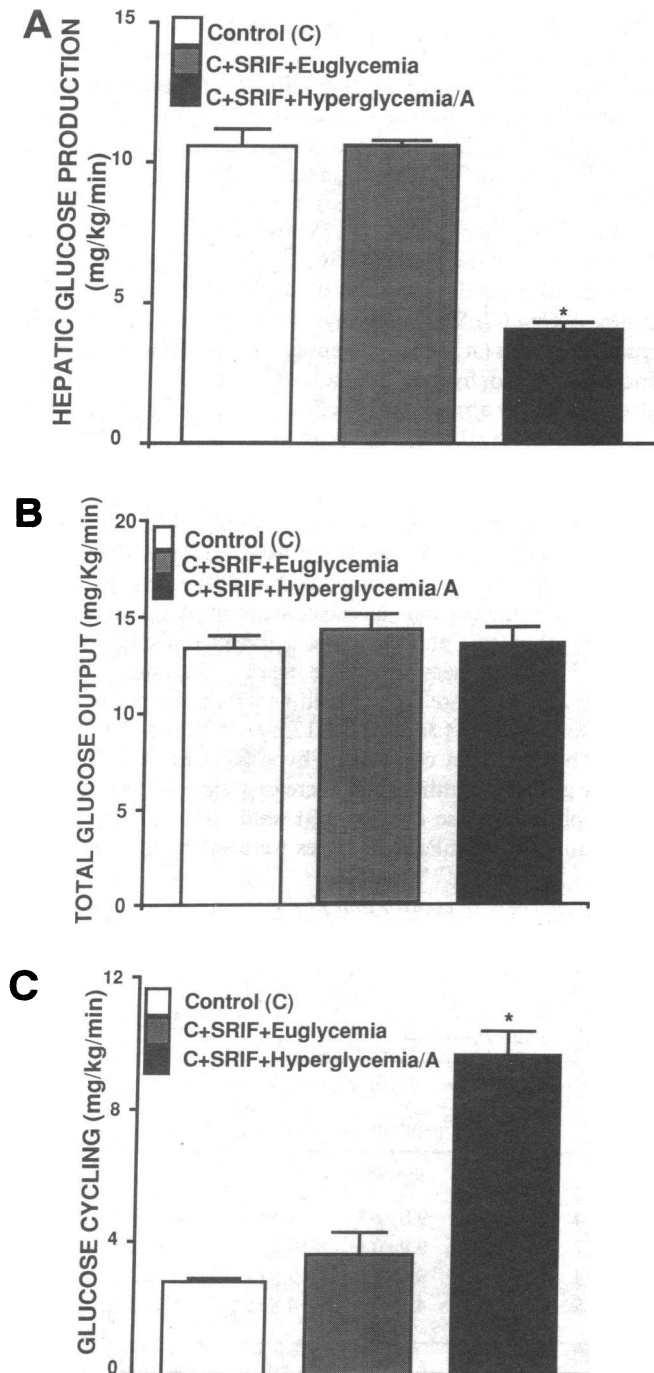 A
HEPATIC GLUCOSE PRODUCTION
(mg/kg/min)
15
10
5
0
Control (C)
C+SRIF+Euglycemia
C+SRIF+Hyperglycemia/A
*
B
TOTAL GLUCOSE OUTPUT (mg/Kg/min)
20
15
10
5
0
Control (C)
C+SRIF+Euglycemia
C+SRIF+Hyperglycemia/A
C
GLUCOSE CYCLING (mg/kg/min)
12
8
4
0
Control (C)
C+SRIF+Euglycemia
C+SRIF+Hyperglycemia/A
*